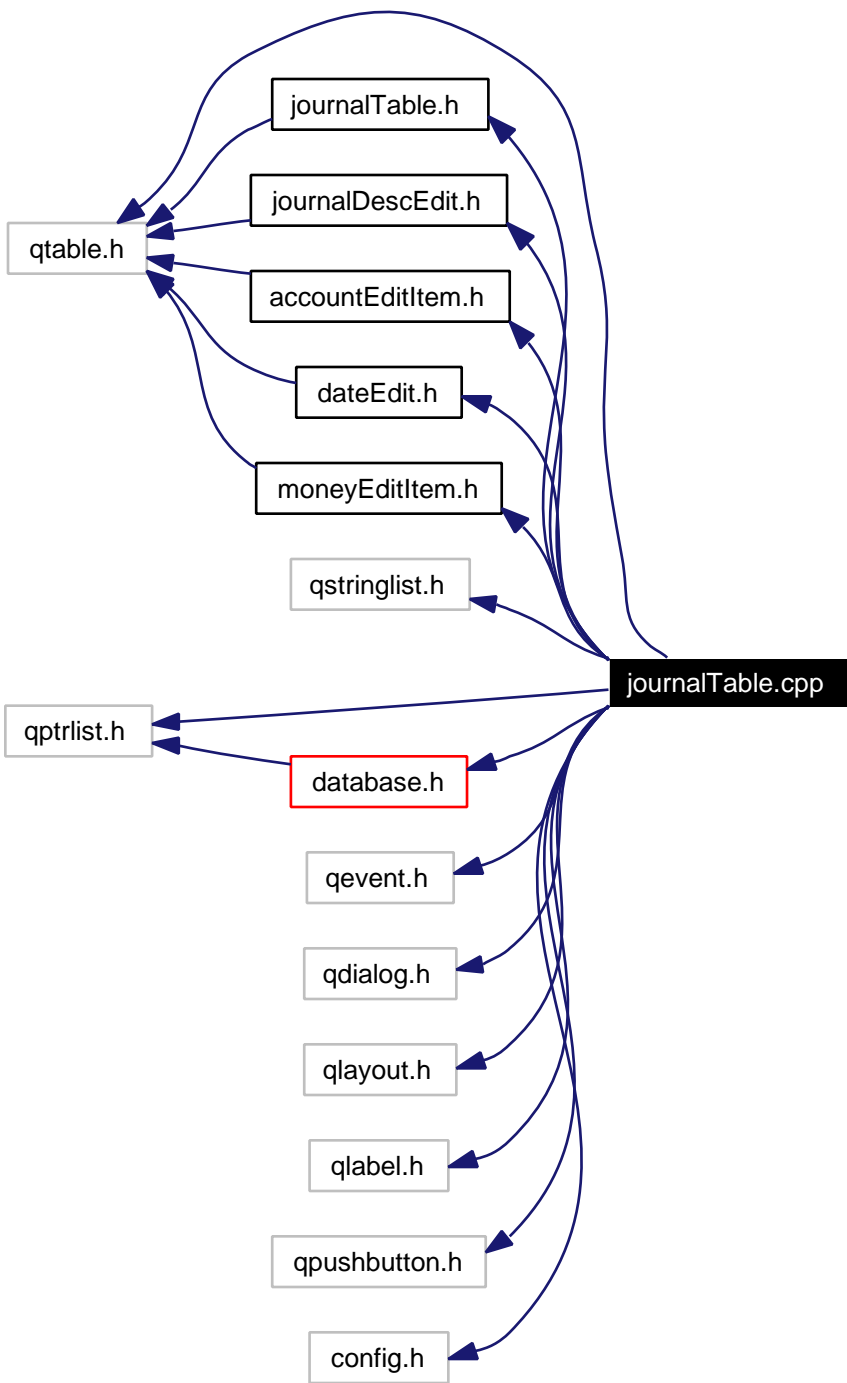 journalTable.h
journalDescEdit.h
qtable.h
accountEditItem.h
dateEdit.h
moneyEditItem.h
qstringlist.h
journalTable.cpp
qptrlist.h
database.h
qevent.h
qdialog.h
qlayout.h
qlabel.h
qpushbutton.h
config.h